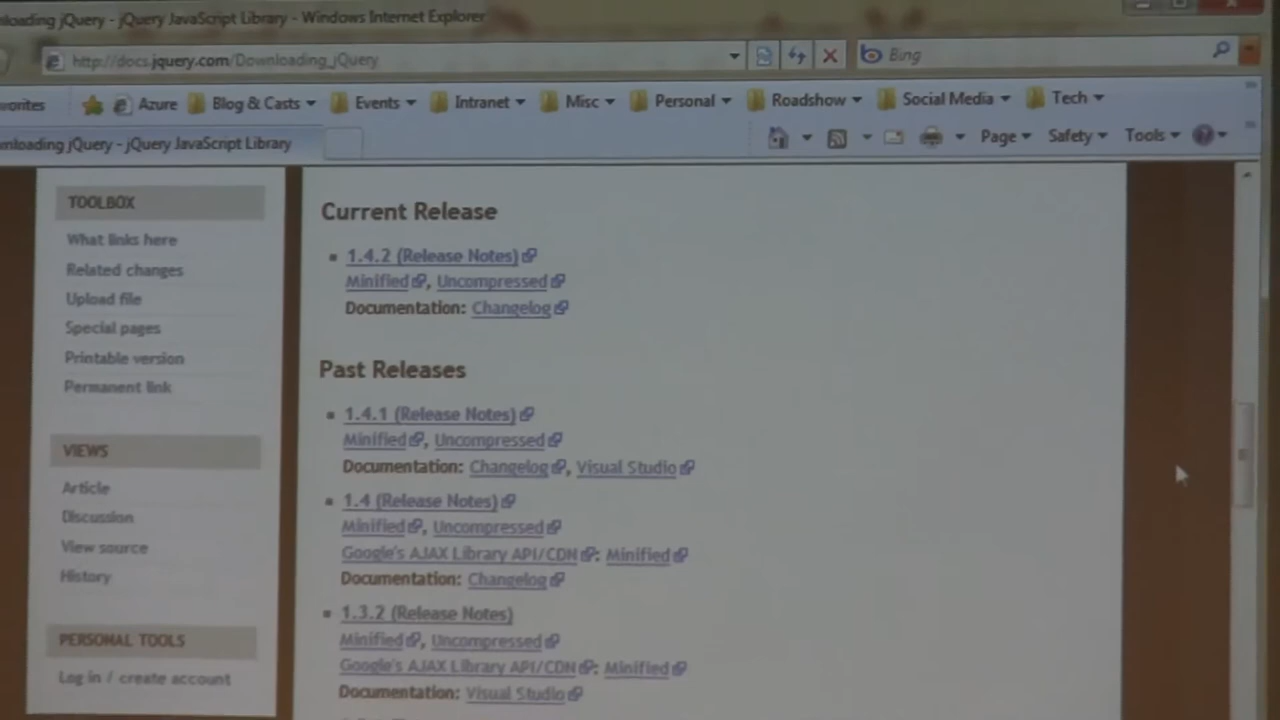 loading jQuery - jQuery JavaScript Library - Windows Internet Explorer
http://docs.jquery.com/Downloading_jQuery
Bing
vorites
Azure
Blog & Casts
Events
Intranet
Misc
Personal
Roadshow
Social Media
Tech
wnloading jQuery - jQuery JavaScript Library
Page
Safety
Tools
TOOLBOX
What links here
Related changes
Upload file
Special pages
Printable version
Permanent link
VIEWS
Article
Discussion
View source
History
PERSONAL TOOLS
Log in / create account
Current Release
1.4.2 (Release Notes)
Minified, Uncompressed
Documentation: Changelog
Past Releases
1.4.1 (Release Notes)
Minified, Uncompressed
Documentation: Changelog, Visual Studio
1.4 (Release Notes)
Minified, Uncompressed
Google's AJAX Library API/CDN: Minified
Documentation: Changelog
1.3.2 (Release Notes)
Minified, Uncompressed
Google's AJAX Library API/CDN: Minified
Documentation: Visual Studio